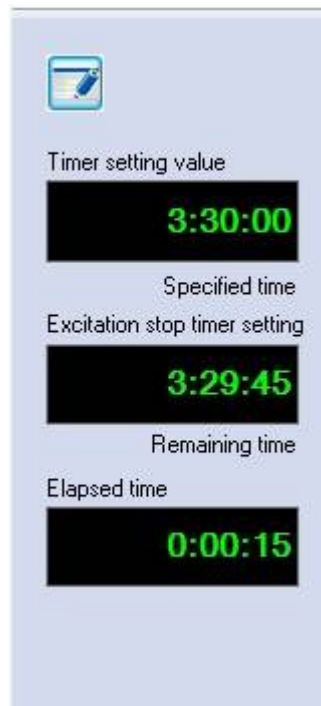 Timer setting value
3:30:00
Specified time
Excitation stop timer setting
3:29:45
Remaining time
Elapsed time
0:00:15